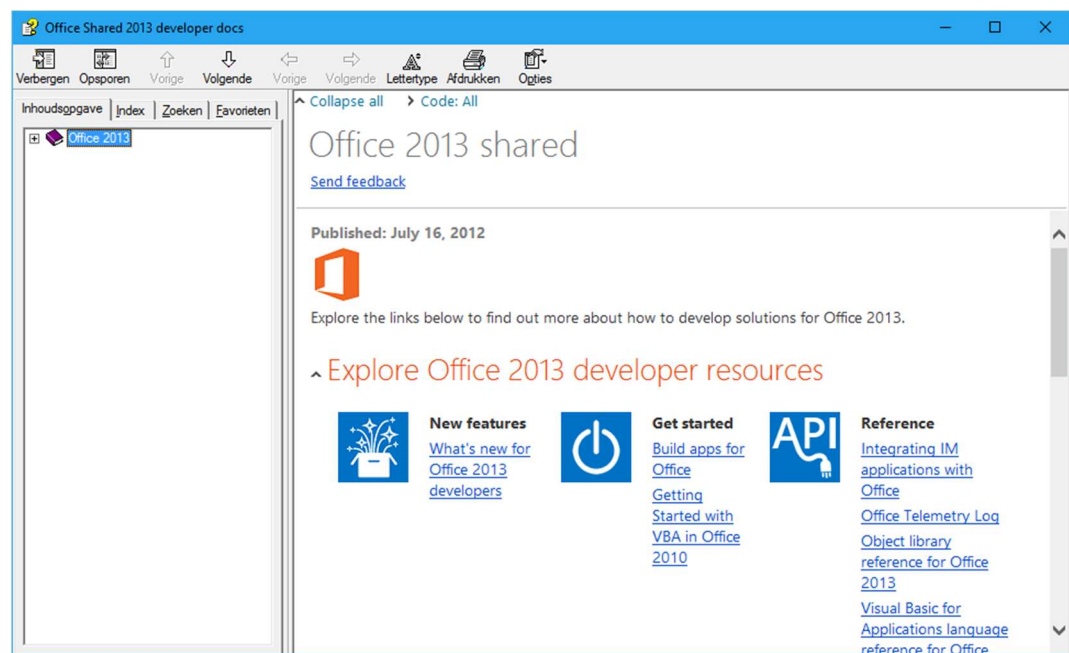 Office Shared 2013 developer docs
Verbergen Opsporen Vorige Volgende Vorige Volgende Lettertype Afdrukken Opties
Inhoudsopgave Index Zoeken Favorieten
Office 2013
Collapse all Code: All
Office 2013 shared
Send feedback
Published: July 16, 2012
Explore the links below to find out more about how to develop solutions for Office 2013.
Explore Office 2013 developer resources
New features
What's new for
Office 2013
developers
Get started
Build apps for
Office
Getting
Started with
VBA in Office
2010
API
Reference
Integrating IM
applications with
Office
Office Telemetry Log
Object library
reference for Office
2013
Visual Basic for
Applications language
reference for Office